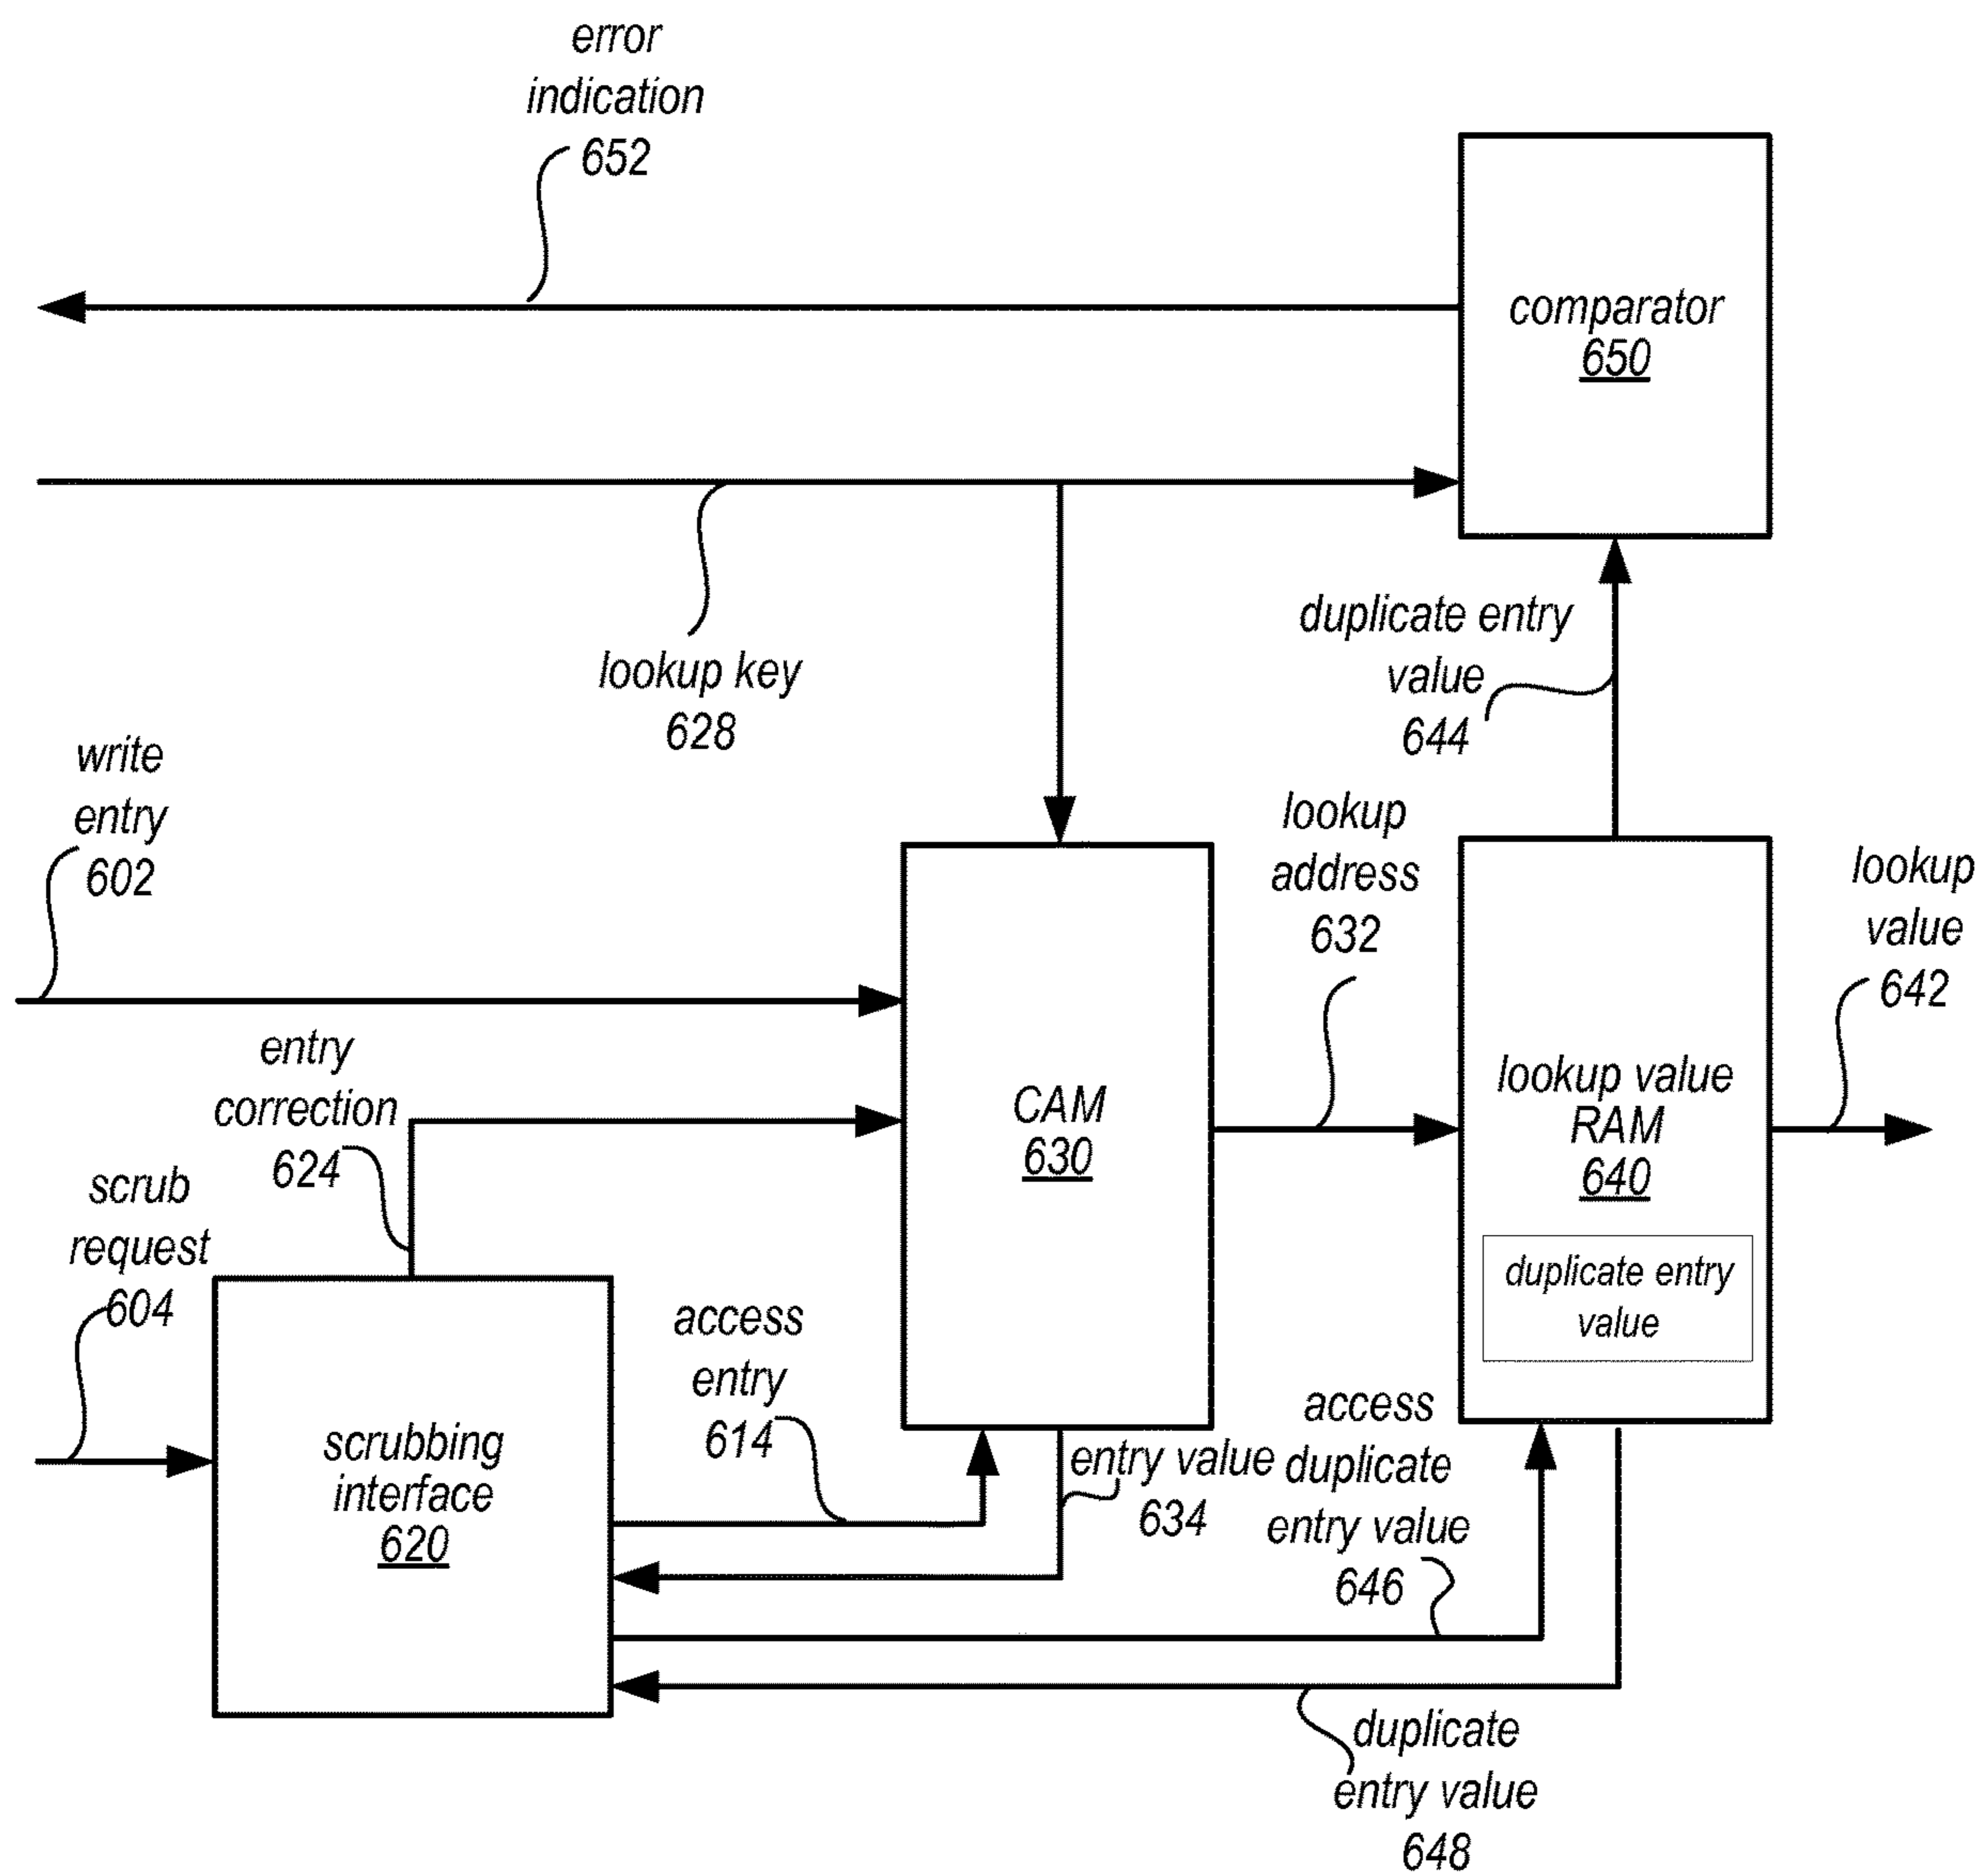 error
indication
652
comparator
650
lookup key
628
duplicate entry
value
644
write
entry
602
lookup
address
632
lookup
value
642
entry
correction
624
CAM
630
lookup value
RAM
640
duplicate entry
value
scrub
request
604
access
entry
614
scrubbing
interface
620
entry value
634
access
duplicate
entry value
646
duplicate
entry value
648